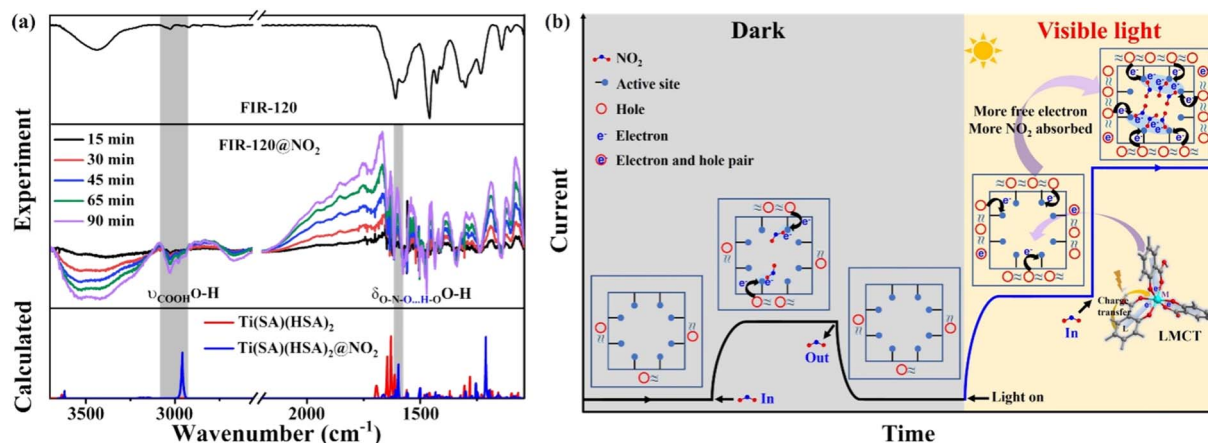 (a)
FIR-120
FIR-120@NO₂
15 min
30 min
45 min
65 min
90 min
Experiment
υCOOHO-H
δO-N-O...H-OO-H
Calculated
Ti(SA)(HSA)₂
Ti(SA)(HSA)₂@NO₂
3500
3000
2000
1500
Wavenumber (cm⁻¹)
(b)
Dark
Visible light
NO₂
Active site
Hole
e⁻ Electron
e⁻ Electron and hole pair
More free electron
More NO₂ absorbed
e⁻
e⁻
e⁻
e⁻
e⁻
e⁻
e⁻
e⁻
Current
In
Out
Light on
In
Charge
transfer
M
L
LMCT
Time